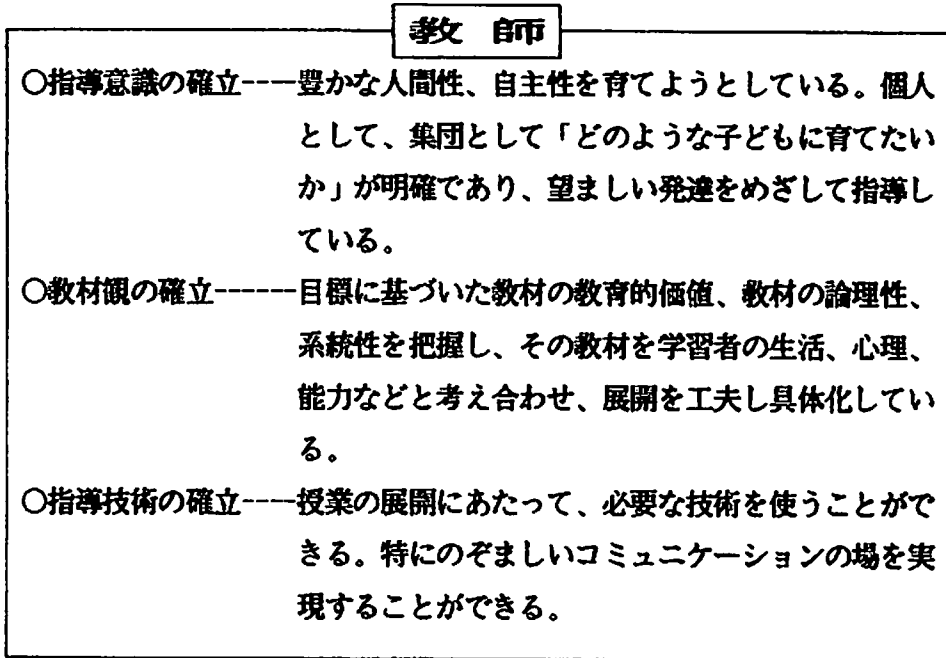 教 師
○指導意識の確立----豊かな人間性、自主性を育てようとしている。個人
として、集団として「どのような子どもに育てたい
か」が明確であり、望ましい発達をめざして指導し
ている。
○教材観の確立------目標に基づいた教材の教育的価値、教材の論理性、
系統性を把握し、その教材を学習者の生活、心理、
能力などと考え合わせ、展開を工夫し具体化してい
る。
○指導技術の確立----授業の展開にあたって、必要な技術を使うことがで
きる。特にのぞましいコミュニケーションの場を実
現することができる。